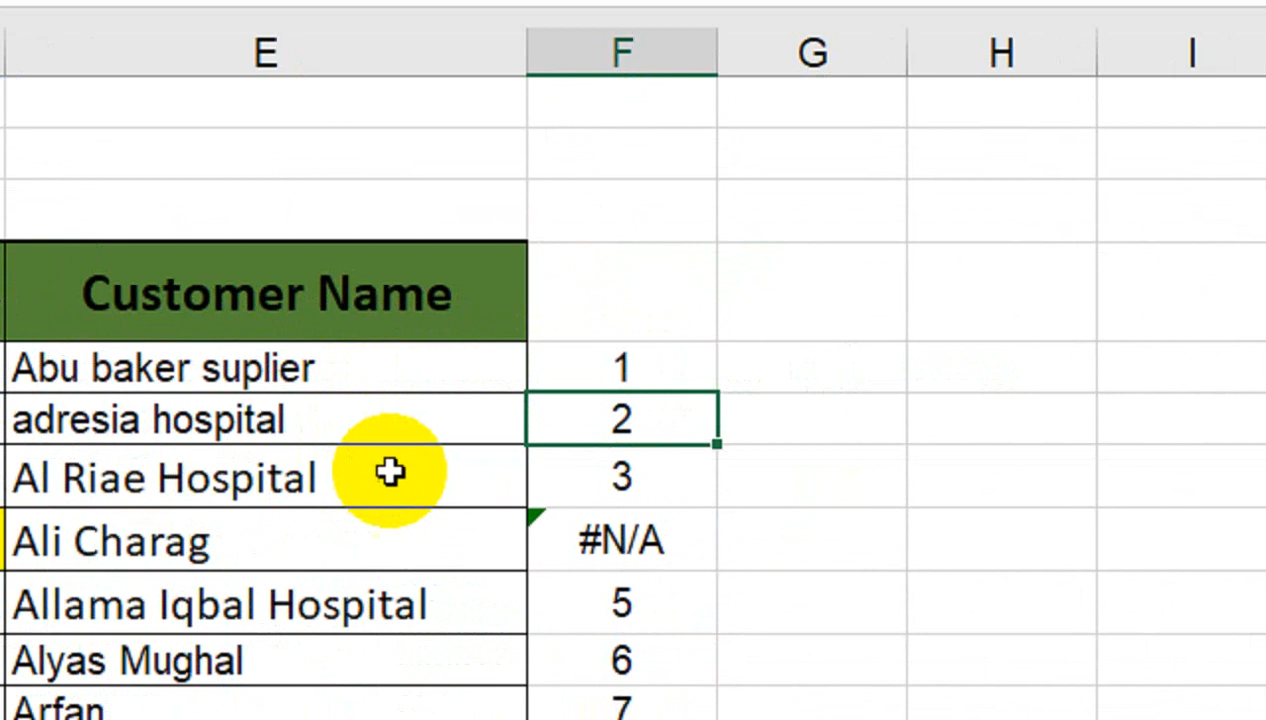 E F G H I
Customer Name
Abu baker suplier 1
adresia hospital 2
Al Riae Hospital 3
Ali Charag #N/A
Allama Iqbal Hospital 5
Alyas Mughal 6
Arfan 7